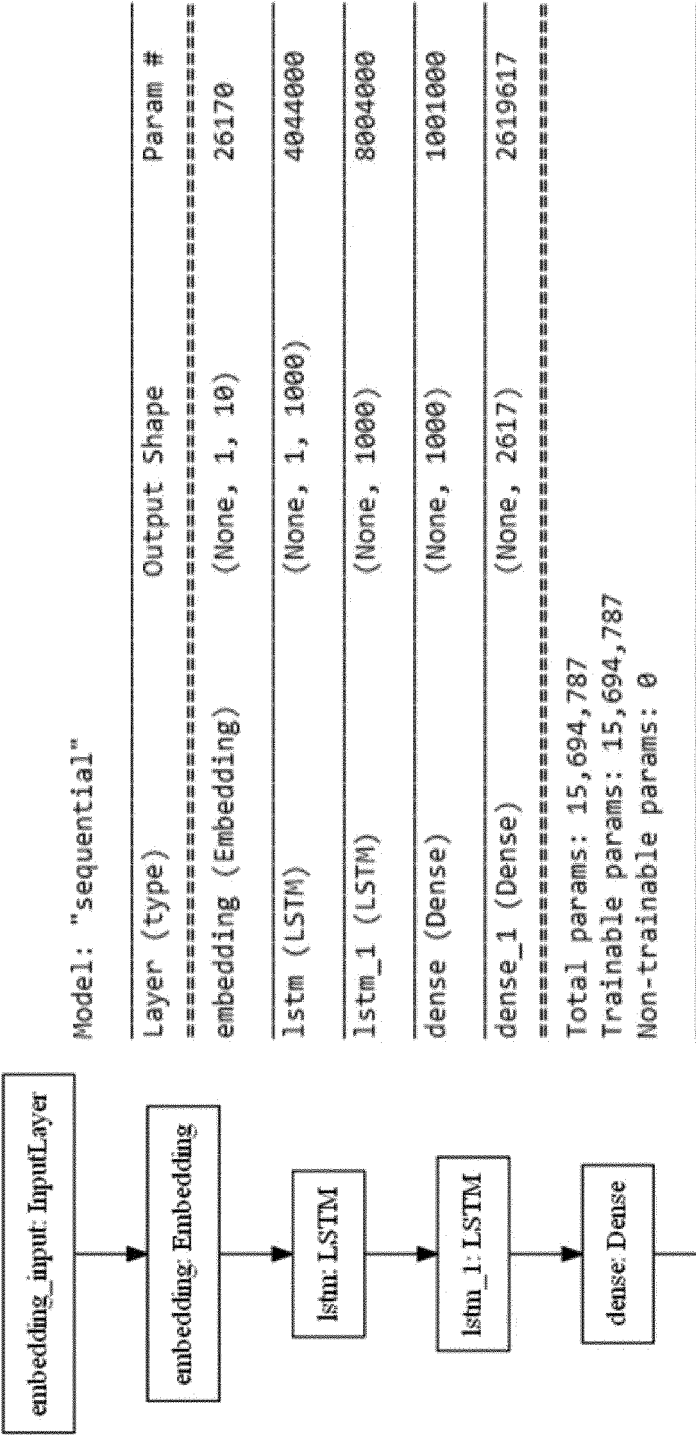 embedding_input: InputLayer
embedding: Embedding
lstm: LSTM
lstm_1: LSTM
dense: Dense
Model: "sequential"
Layer (type) Output Shape Param #
embedding (Embedding) (None, 1, 10) 26170
lstm (LSTM) (None, 1, 1000) 4044000
lstm_1 (LSTM) (None, 1000) 8004000
dense (Dense) (None, 1000) 1001000
dense_1 (Dense) (None, 2617) 2619617
Total params: 15,694,787
Trainable params: 15,694,787
Non-trainable params: 0